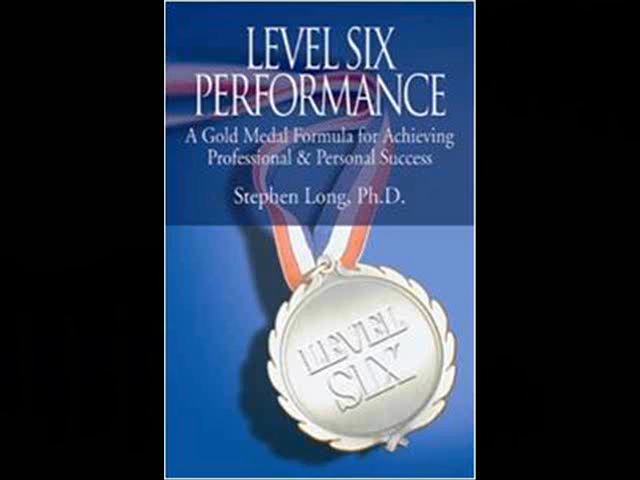 LEVEL SIX
PERFORMANCE
A Gold Medal Formula for Achieving
Professional & Personal Success
Stephen Long, Ph.D.
LEVEL
SIX